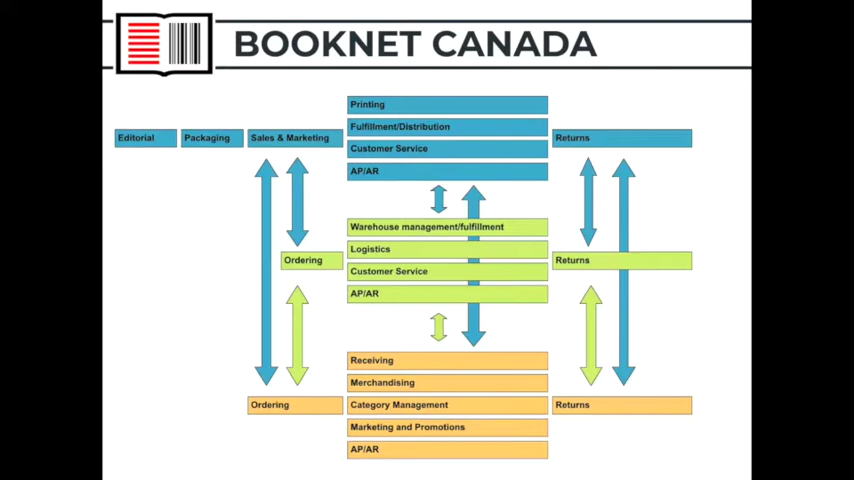 BOOKNET CANADA
Printing
Fulfillment/Distribution
Editorial
Packaging
Sales & Marketing
Returns
Customer Service
AP/AR
Warehouse management/fulfillment
Logistics
Ordering
Returns
Customer Service
AP/AR
Receiving
Merchandising
Ordering
Category Management
Returns
Marketing and Promotions
AP/AR